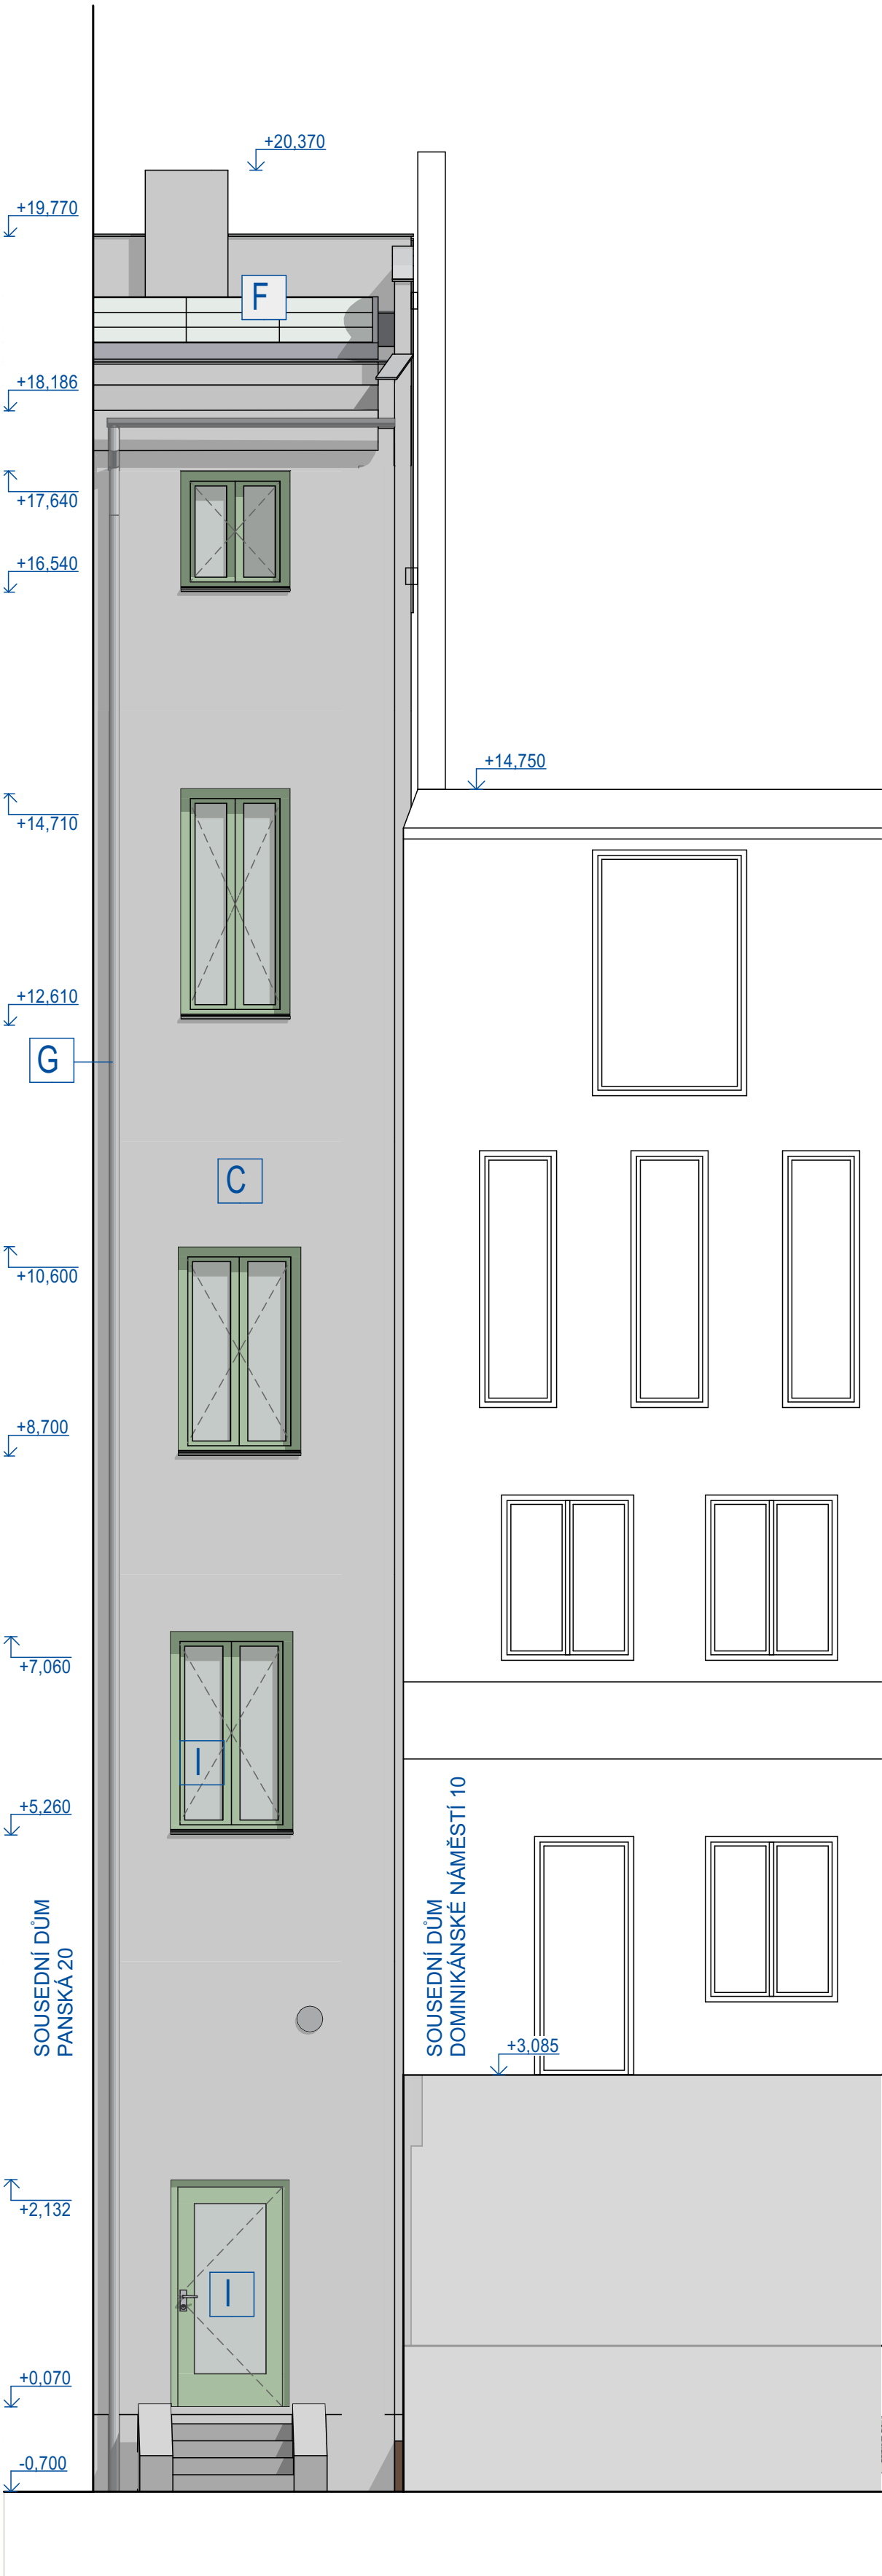 +20,370
+19,770
F
+18,186
+17,640
+16,540
+14,750
+14,710
+12,610
G
C
+10,600
+8,700
+7,060
I
+5,260
SOUSEDNÍ DŮM
PANSKÁ 20
SOUSEDNÍ DŮM
DOMINIKÁNSKÉ NÁMĚSTÍ 10
+3,085
+2,132
I
+0,070
-0,700